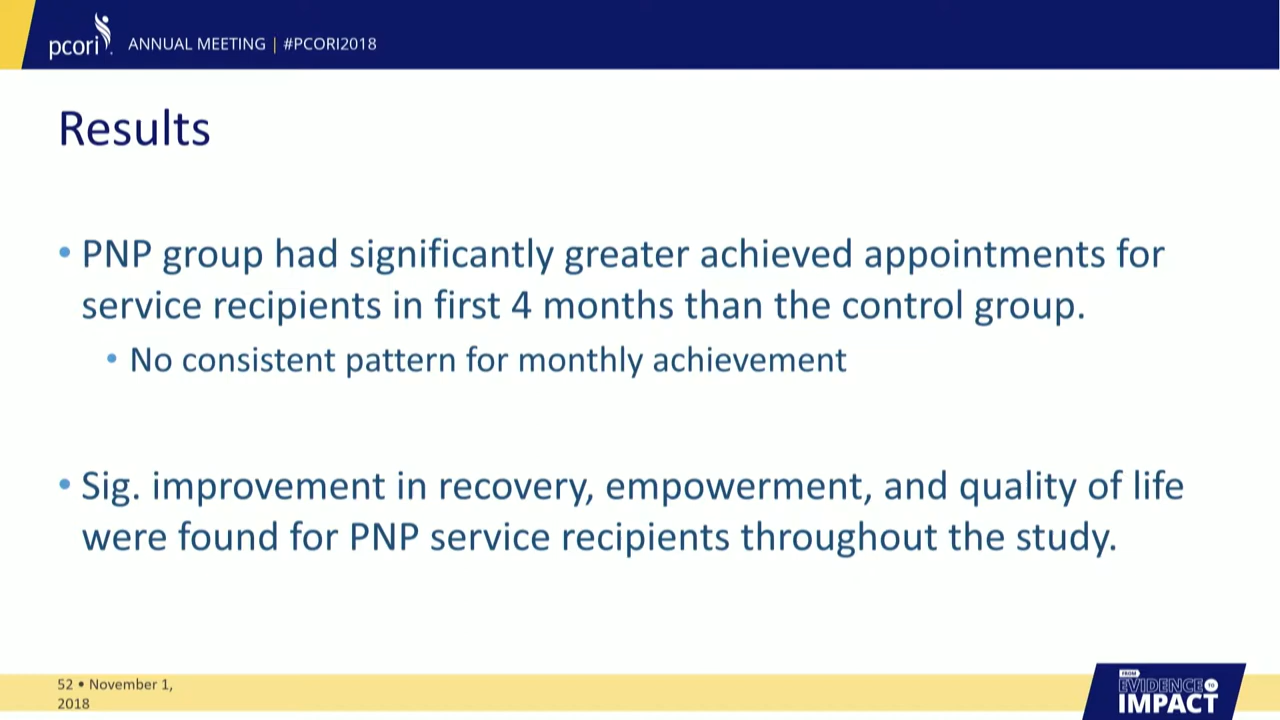 pcori
ANNUAL MEETING | #PCORI2018
Results
• PNP group had significantly greater achieved appointments for
service recipients in first 4 months than the control group.
• No consistent pattern for monthly achievement
• Sig. improvement in recovery, empowerment, and quality of life
were found for PNP service recipients throughout the study.
52 • November 1,
2018
FROM
EVIDENCE TO
IMPACT